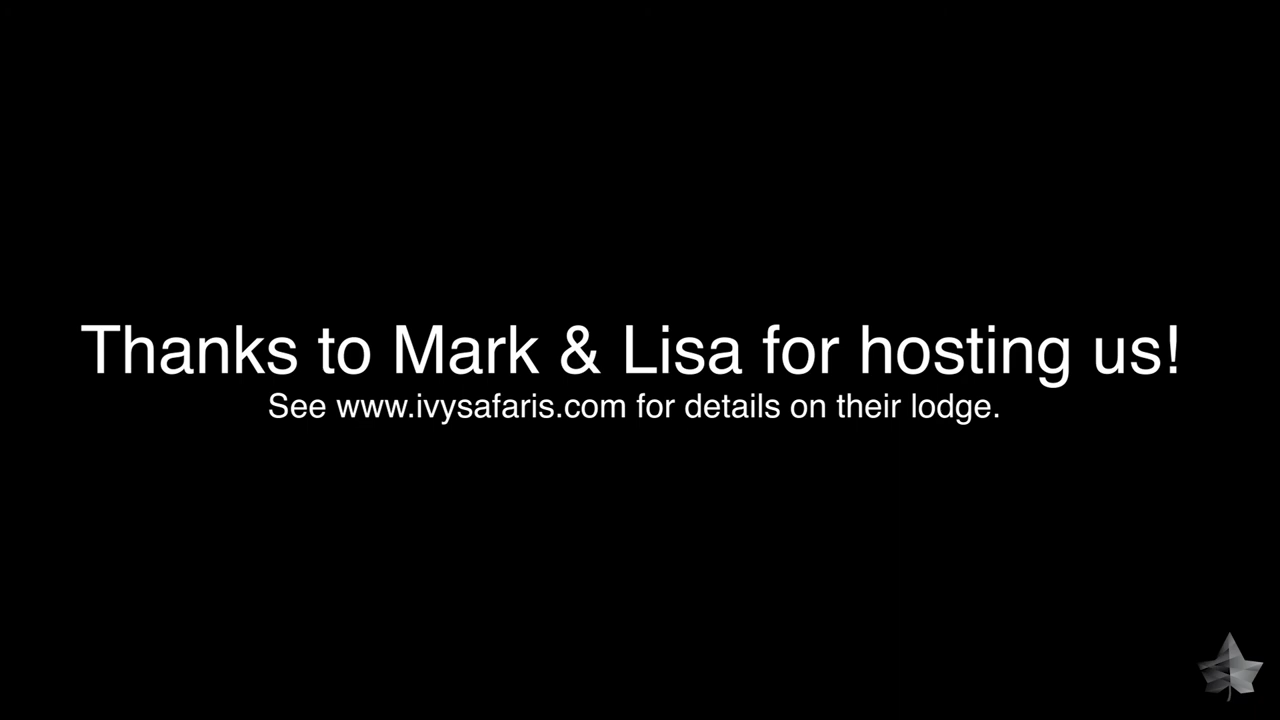 Thanks to Mark & Lisa for hosting us!
See www.ivysafaris.com for details on their lodge.